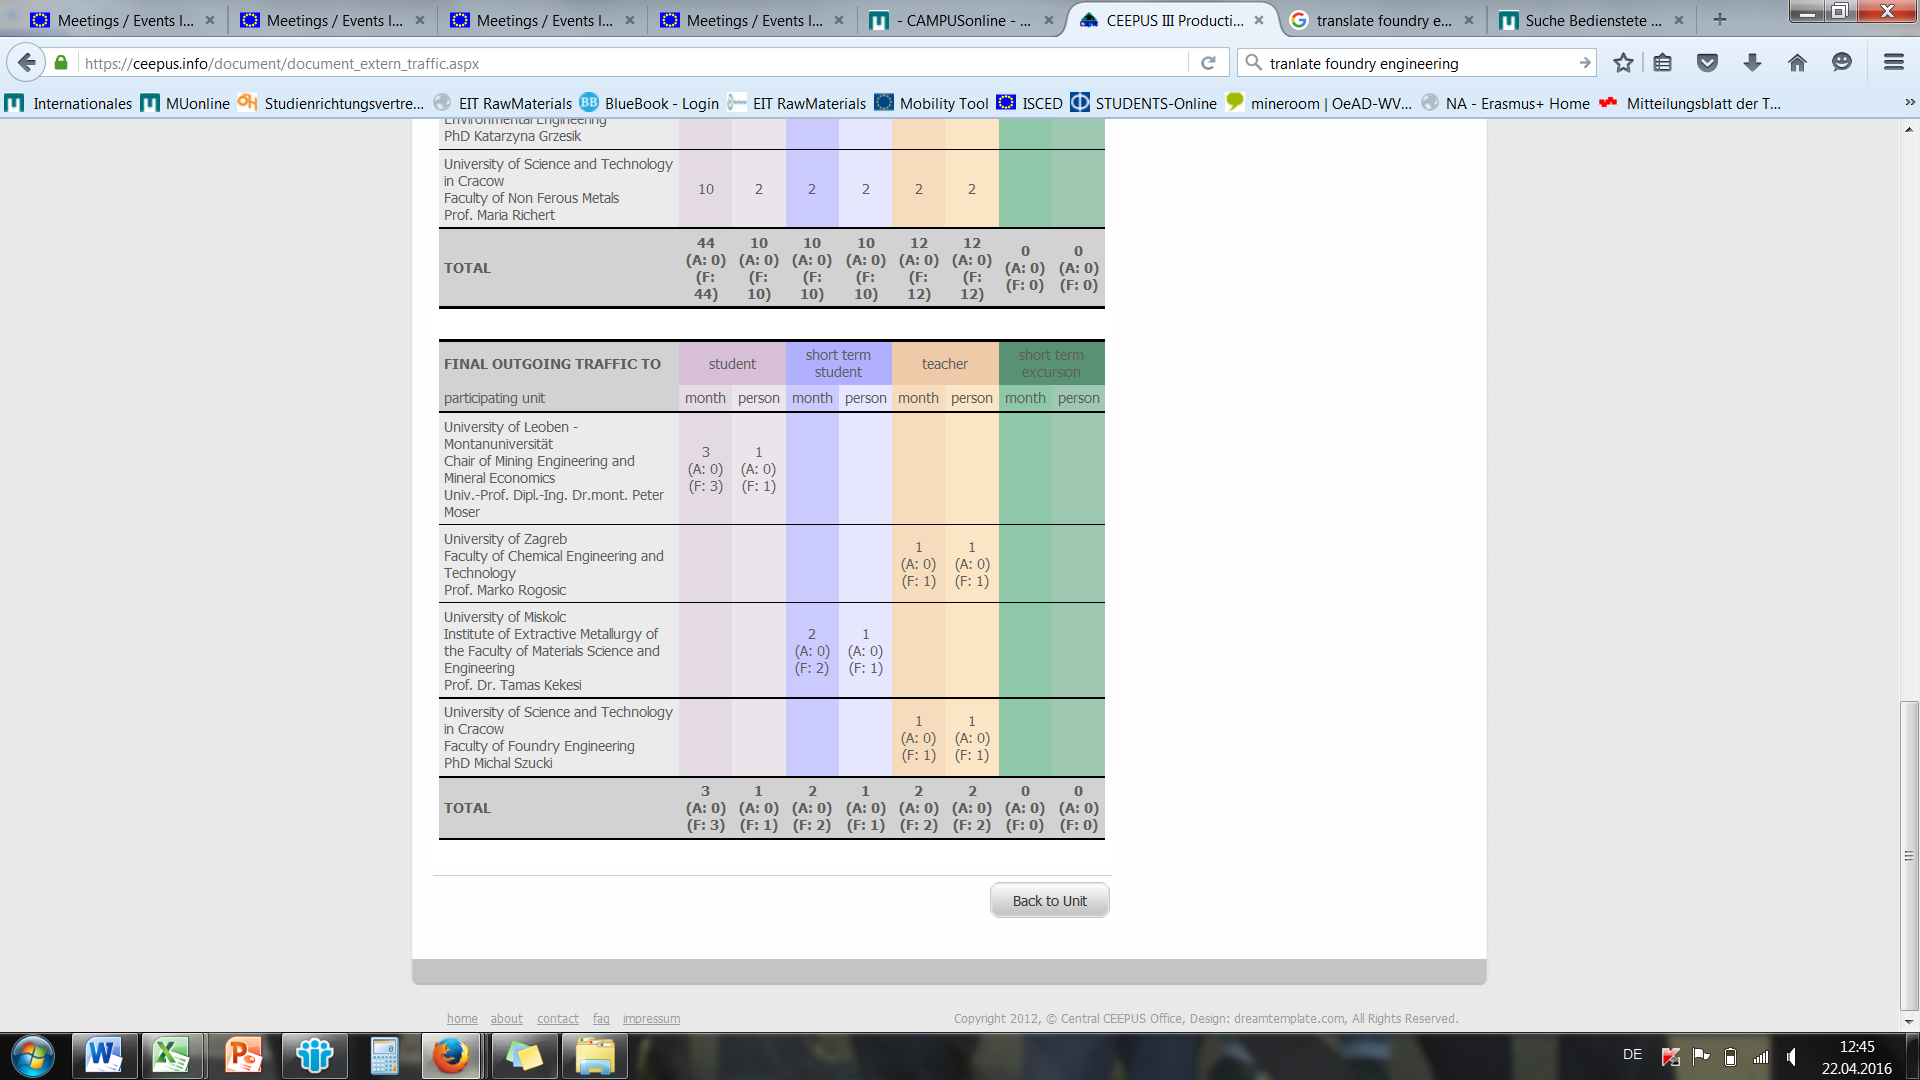 Meetings / Events I... Meetings / Events I... Meetings / Events I... Meetings / Events I... - CAMPUSonline - ... CEEPUS III Producti... translate foundry e... Suche Bedienstete ...
https://ceepus.info/document/document_extern_traffic.aspx tranlate foundry engineering
Internationales MUonline Studienrichtungsvertre... EIT RawMaterials BlueBook - Login EIT RawMaterials Mobility Tool ISCED STUDENTS-Online mineroom | OeAD-WV... NA - Erasmus+ Home Mitteilungsblatt der T...
Environmental Engineering
PhD Katarzyna Grzesik
University of Science and Technology
in Cracow
Faculty of Non Ferous Metals
Prof. Maria Richert
10 2 2 2 2 2
TOTAL
44 10 10 10 12 12 0 0
(A: 0) (A: 0) (A: 0) (A: 0) (A: 0) (A: 0) (A: 0) (A: 0)
(F: (F: (F: (F: (F: (F: (F: 0) (F: 0)
44) 10) 10) 10) 12) 12)
FINAL OUTGOING TRAFFIC TO student short term student teacher short term excursion
participating unit month person month person month person month person
University of Leoben -
Montanuniversität
Chair of Mining Engineering and
Mineral Economics
Univ.-Prof. Dipl.-Ing. Dr.mont. Peter
Moser
3 1
(A: 0) (A: 0)
(F: 3) (F: 1)
University of Zagreb
Faculty of Chemical Engineering and
Technology
Prof. Marko Rogosic
1 1
(A: 0) (A: 0)
(F: 1) (F: 1)
University of Miskolc
Institute of Extractive Metallurgy of
the Faculty of Materials Science and
Engineering
Prof. Dr. Tamas Kekesi
2 1
(A: 0) (A: 0)
(F: 2) (F: 1)
University of Science and Technology
in Cracow
Faculty of Foundry Engineering
PhD Michal Szucki
1 1
(A: 0) (A: 0)
(F: 1) (F: 1)
TOTAL
3 1 2 1 2 2 0 0
(A: 0) (A: 0) (A: 0) (A: 0) (A: 0) (A: 0) (A: 0) (A: 0)
(F: 3) (F: 1) (F: 2) (F: 1) (F: 2) (F: 2) (F: 0) (F: 0)
Back to Unit
home about contact faq impressum Copyright 2012, © Central CEEPUS Office, Design: dreamtemplate.com, All Rights Reserved.
DE 12:45
22.04.2016